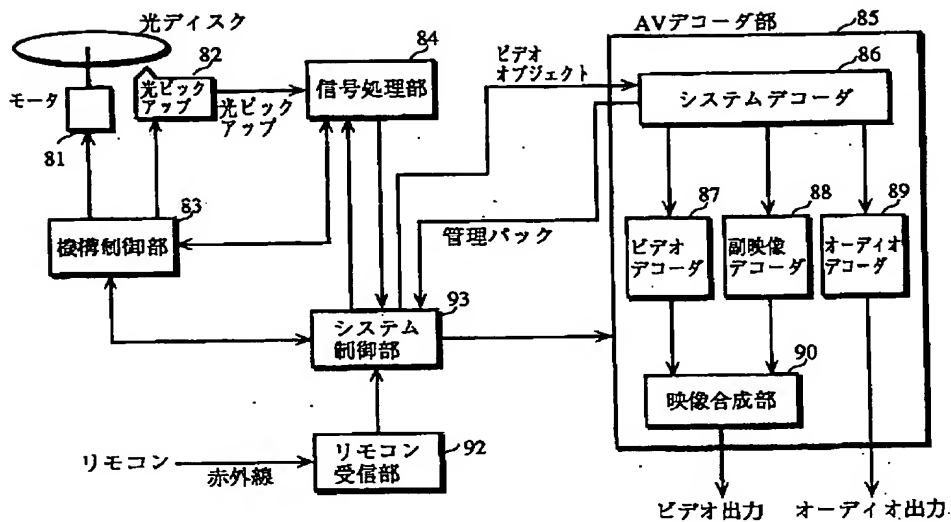 光ディスク
モータ
81
82
光ピック
アップ
光ピック
アップ
84
信号処理部
83
機構制御部
ビデオ
オブジェクト
管理パック
93
システム
制御部
リモコン
赤外線
リモコン
受信部
92
AVデコーダ部
85
86
システムデコーダ
87
ビデオ
デコーダ
88
副映像
デコーダ
89
オーディオ
デコーダ
90
映像合成部
ビデオ出力
オーディオ出力